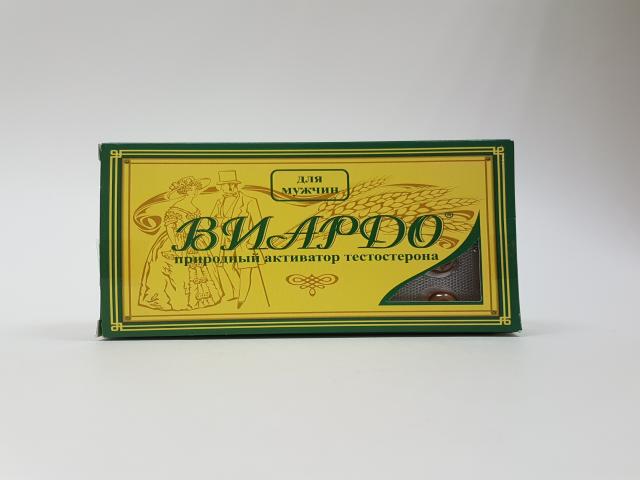 для
мужчин
ВИАРДО®
природный активатор тестостерона